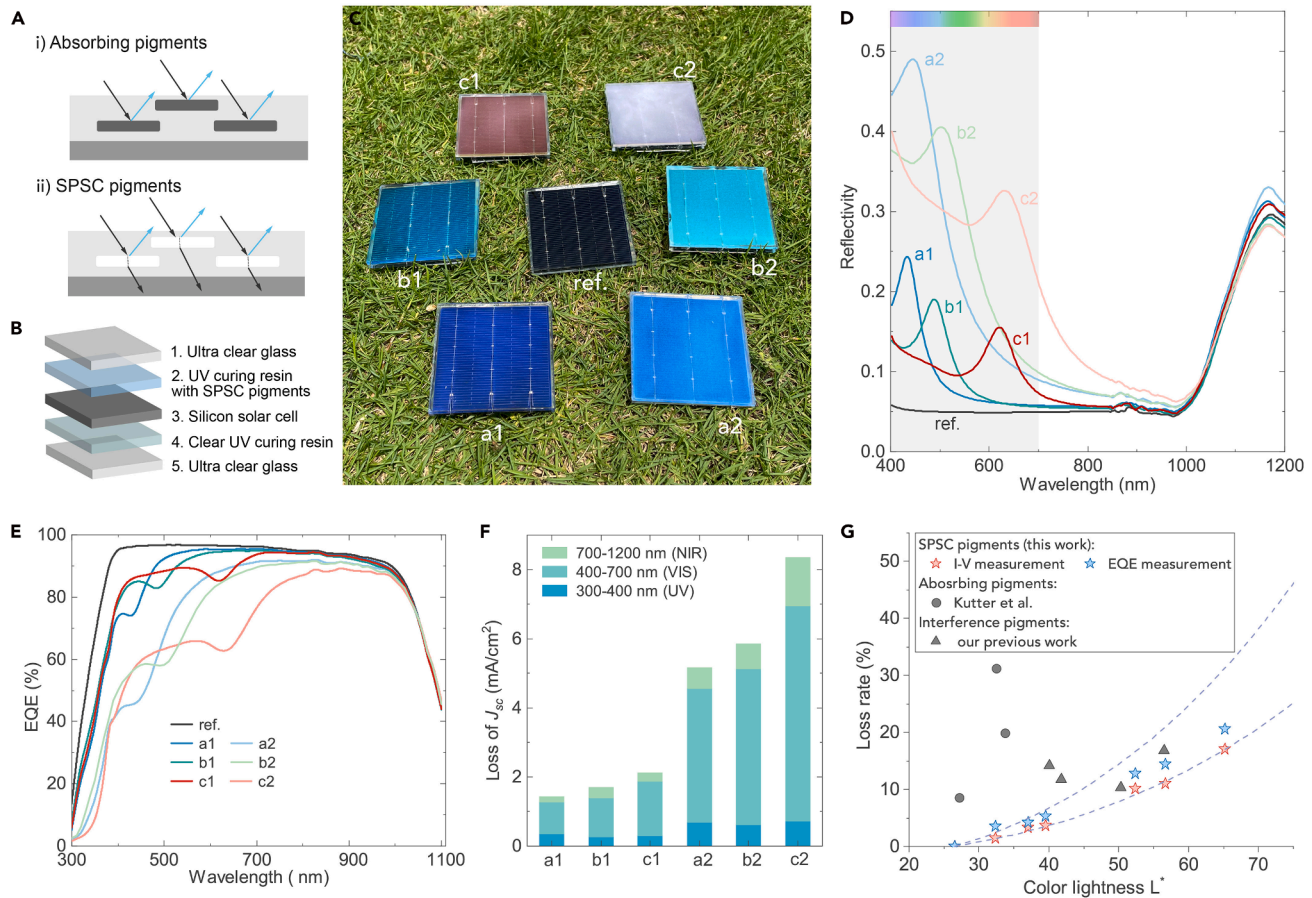 A
i) Absorbing pigments
ii) SPSC pigments
B
1. Ultra clear glass
2. UV curing resin
with SPSC pigments
3. Silicon solar cell
4. Clear UV curing resin
5. Ultra clear glass
C
c1
c2
b1
ref.
b2
a1
a2
D
0.5
0.4
0.3
0.2
0.1
0.0
Reflectivity
a2
b2
c2
a1
b1
c1
ref.
400
600
800
1000
1200
Wavelength (nm)
E
100
80
60
40
20
0
EQE (%)
ref.
a1
a2
b1
b2
c1
c2
300
500
700
900
1100
Wavelength ( nm)
F
8
6
4
2
0
Loss of Jsc (mA/cm2)
700-1200 nm (NIR)
400-700 nm (VIS)
300-400 nm (UV)
a1
b1
c1
a2
b2
c2
G
50
40
30
20
10
0
Loss rate (%)
SPSC pigments (this work):
I-V measurement
EQE measurement
Abosrbing pigments:
Kutter et al.
Interference pigments:
our previous work
20
30
40
50
60
70
Color lightness L*